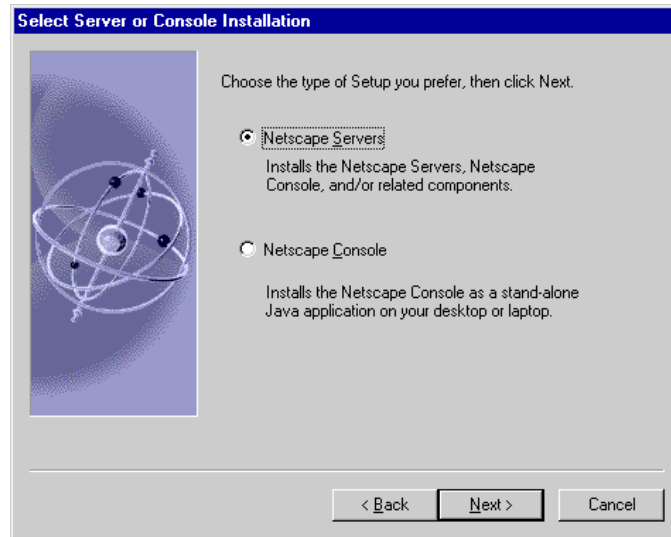 Select Server or Console Installation
Choose the type of Setup you prefer, then click Next.
Netscape Servers
Installs the Netscape Servers, Netscape
Console, and/or related components.
Netscape Console
Installs the Netscape Console as a stand-alone
Java application on your desktop or laptop.
< Back
Next >
Cancel